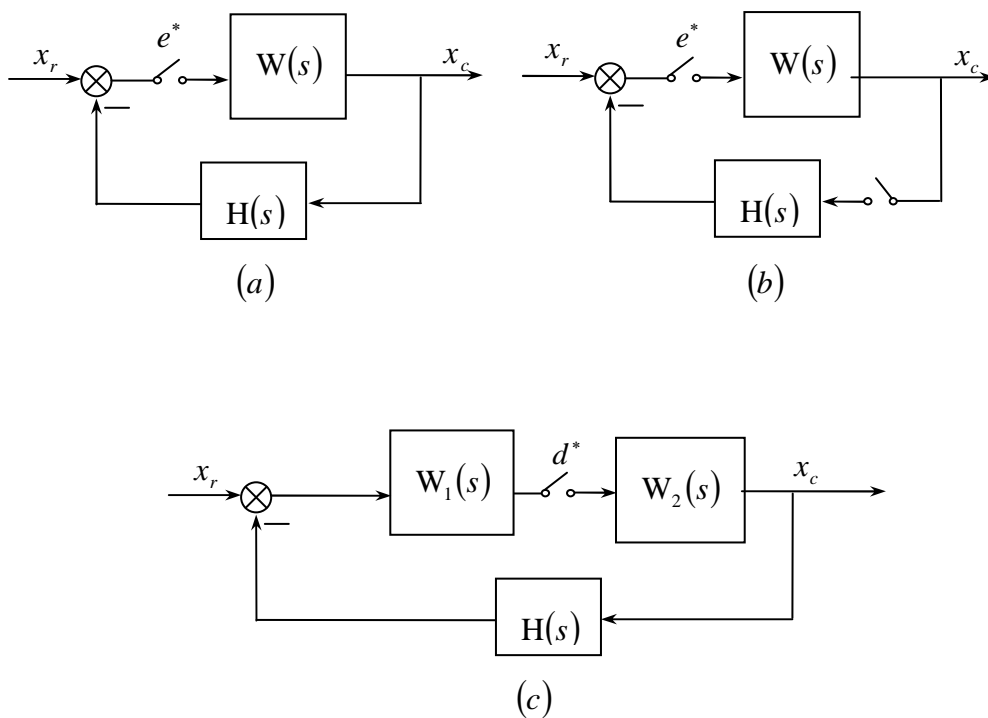 x_r
e^*
W(s)
x_c
H(s)
(a)
x_r
e^*
W(s)
x_c
H(s)
(b)
x_r
W_1(s)
d^*
W_2(s)
x_c
H(s)
(c)